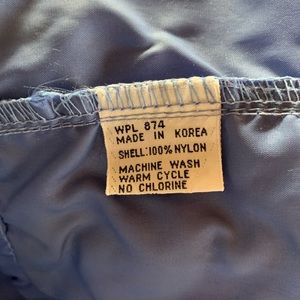 WPL 874
MADE IN KOREA
SHELL:100% NYLON
MACHINE WASH
WARM CYCLE
NO CHLORINE